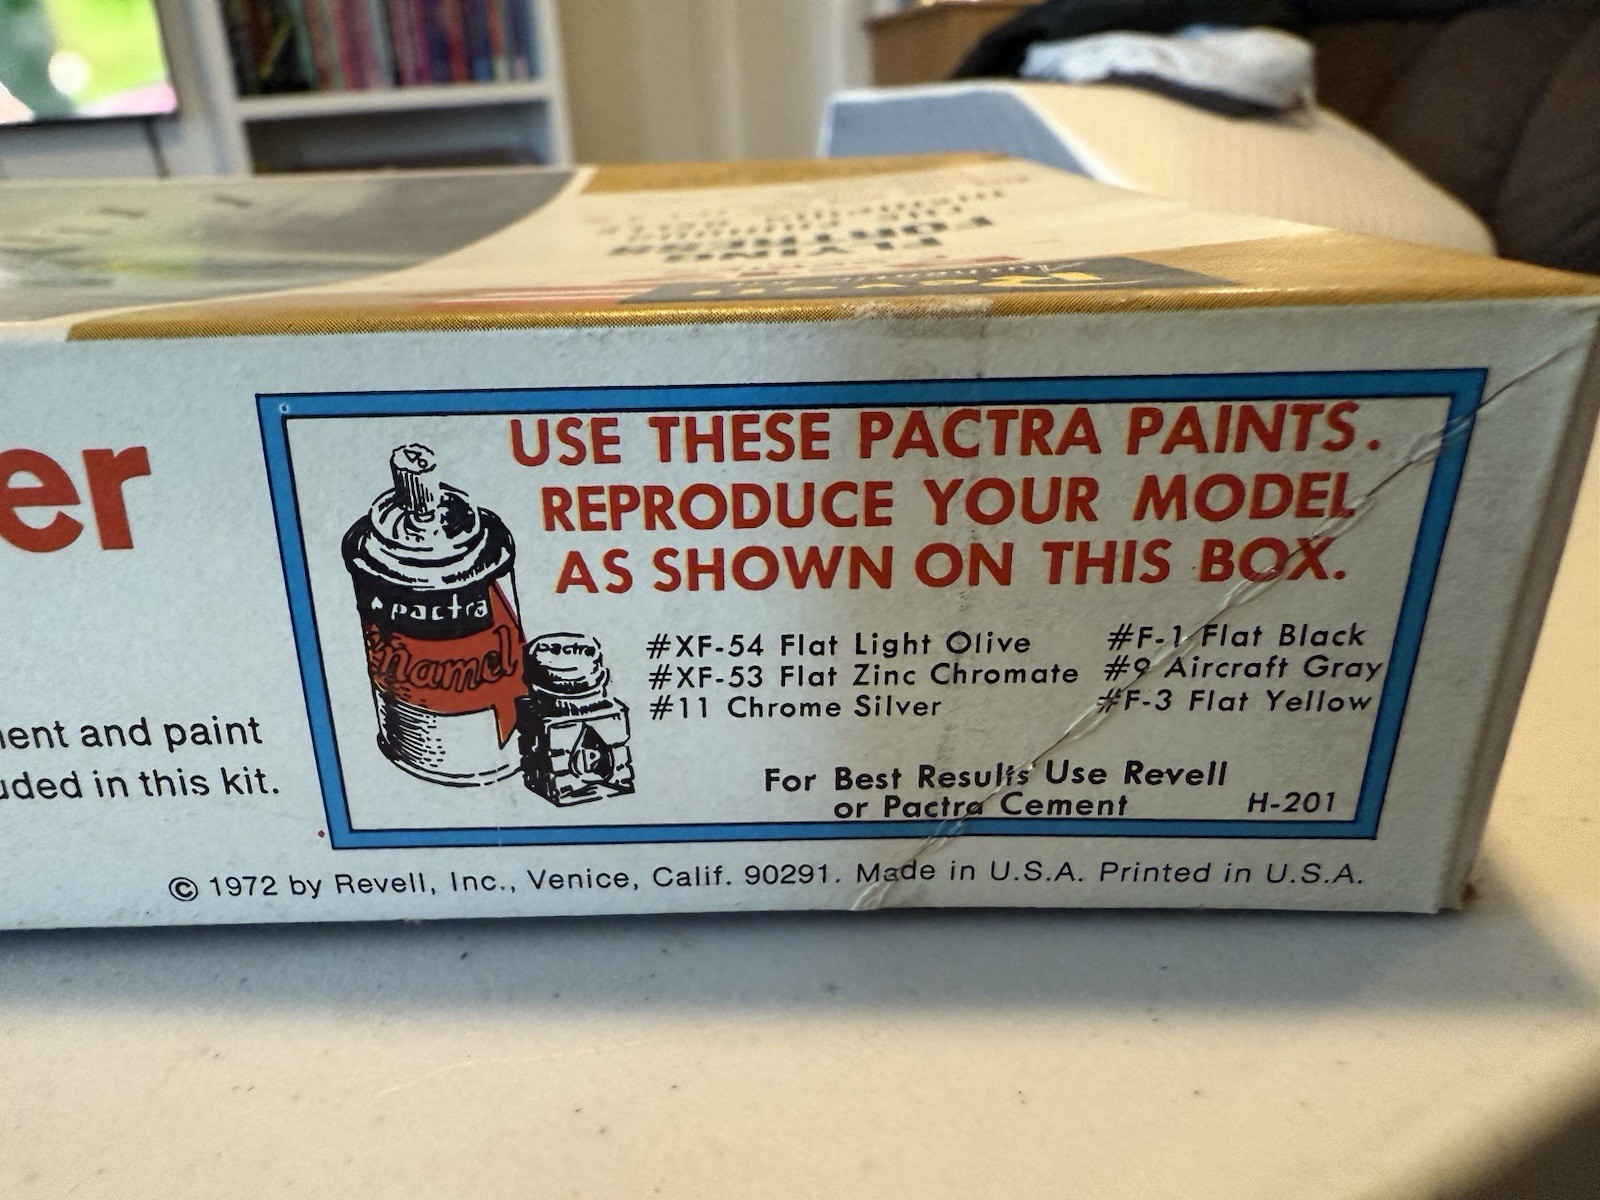 FLYING
FORTRESS
er
ent and paint
uded in this kit.
pactra
namel
pactra
P
USE THESE PACTRA PAINTS.
REPRODUCE YOUR MODEL
AS SHOWN ON THIS BOX.
#XF-54 Flat Light Olive
#XF-53 Flat Zinc Chromate
#11 Chrome Silver
#F-1 Flat Black
#9 Aircraft Gray
#F-3 Flat Yellow
For Best Results Use Revell
or Pactra Cement
H-201
© 1972 by Revell, Inc., Venice, Calif. 90291. Made in U.S.A. Printed in U.S.A.